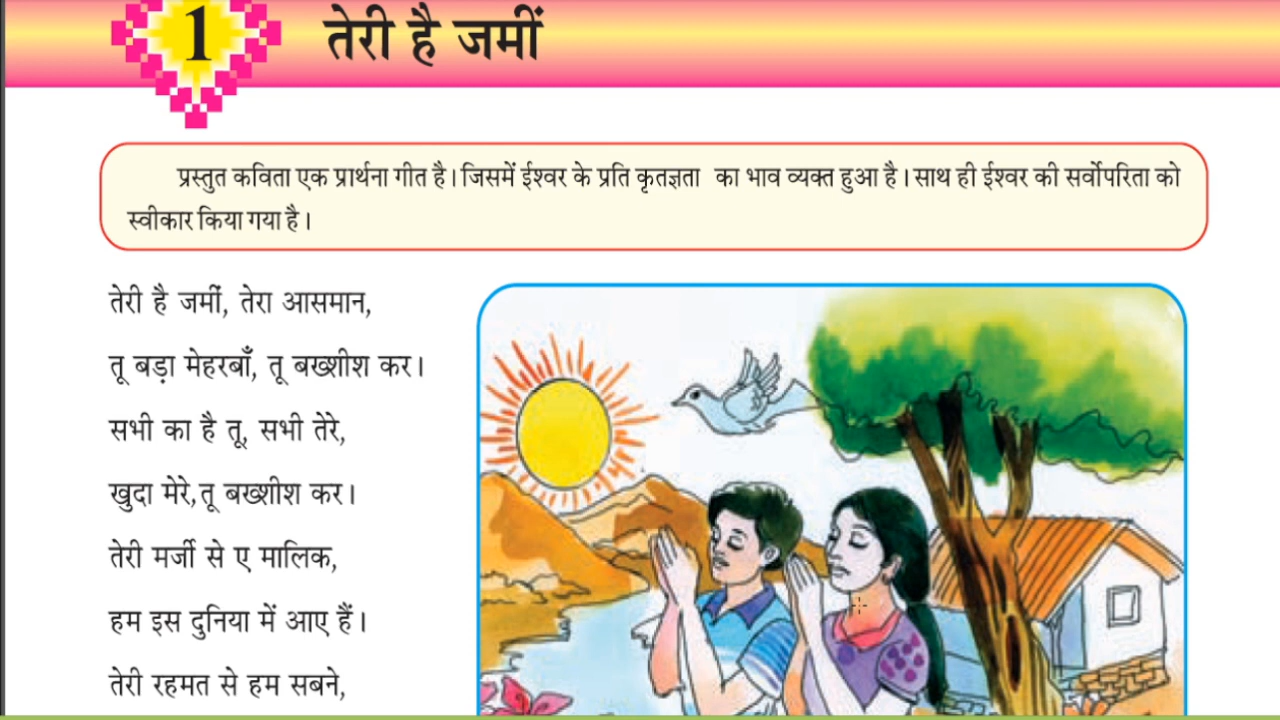 1
तेरी है जमीं
प्रस्तुत कविता एक प्रार्थना गीत है। जिसमें ईश्वर के प्रति कृतज्ञता का भाव व्यक्त हुआ है। साथ ही ईश्वर की सर्वोपरिता को
स्वीकार किया गया है।
तेरी है जमीं, तेरा आसमान,
तू बड़ा मेहरबाँ, तू बख्शीश कर।
सभी का है तू, सभी तेरे,
खुदा मेरे,तू बख्शीश कर।
तेरी मर्जी से ए मालिक,
हम इस दुनिया में आए हैं।
तेरी रहमत से हम सबने,